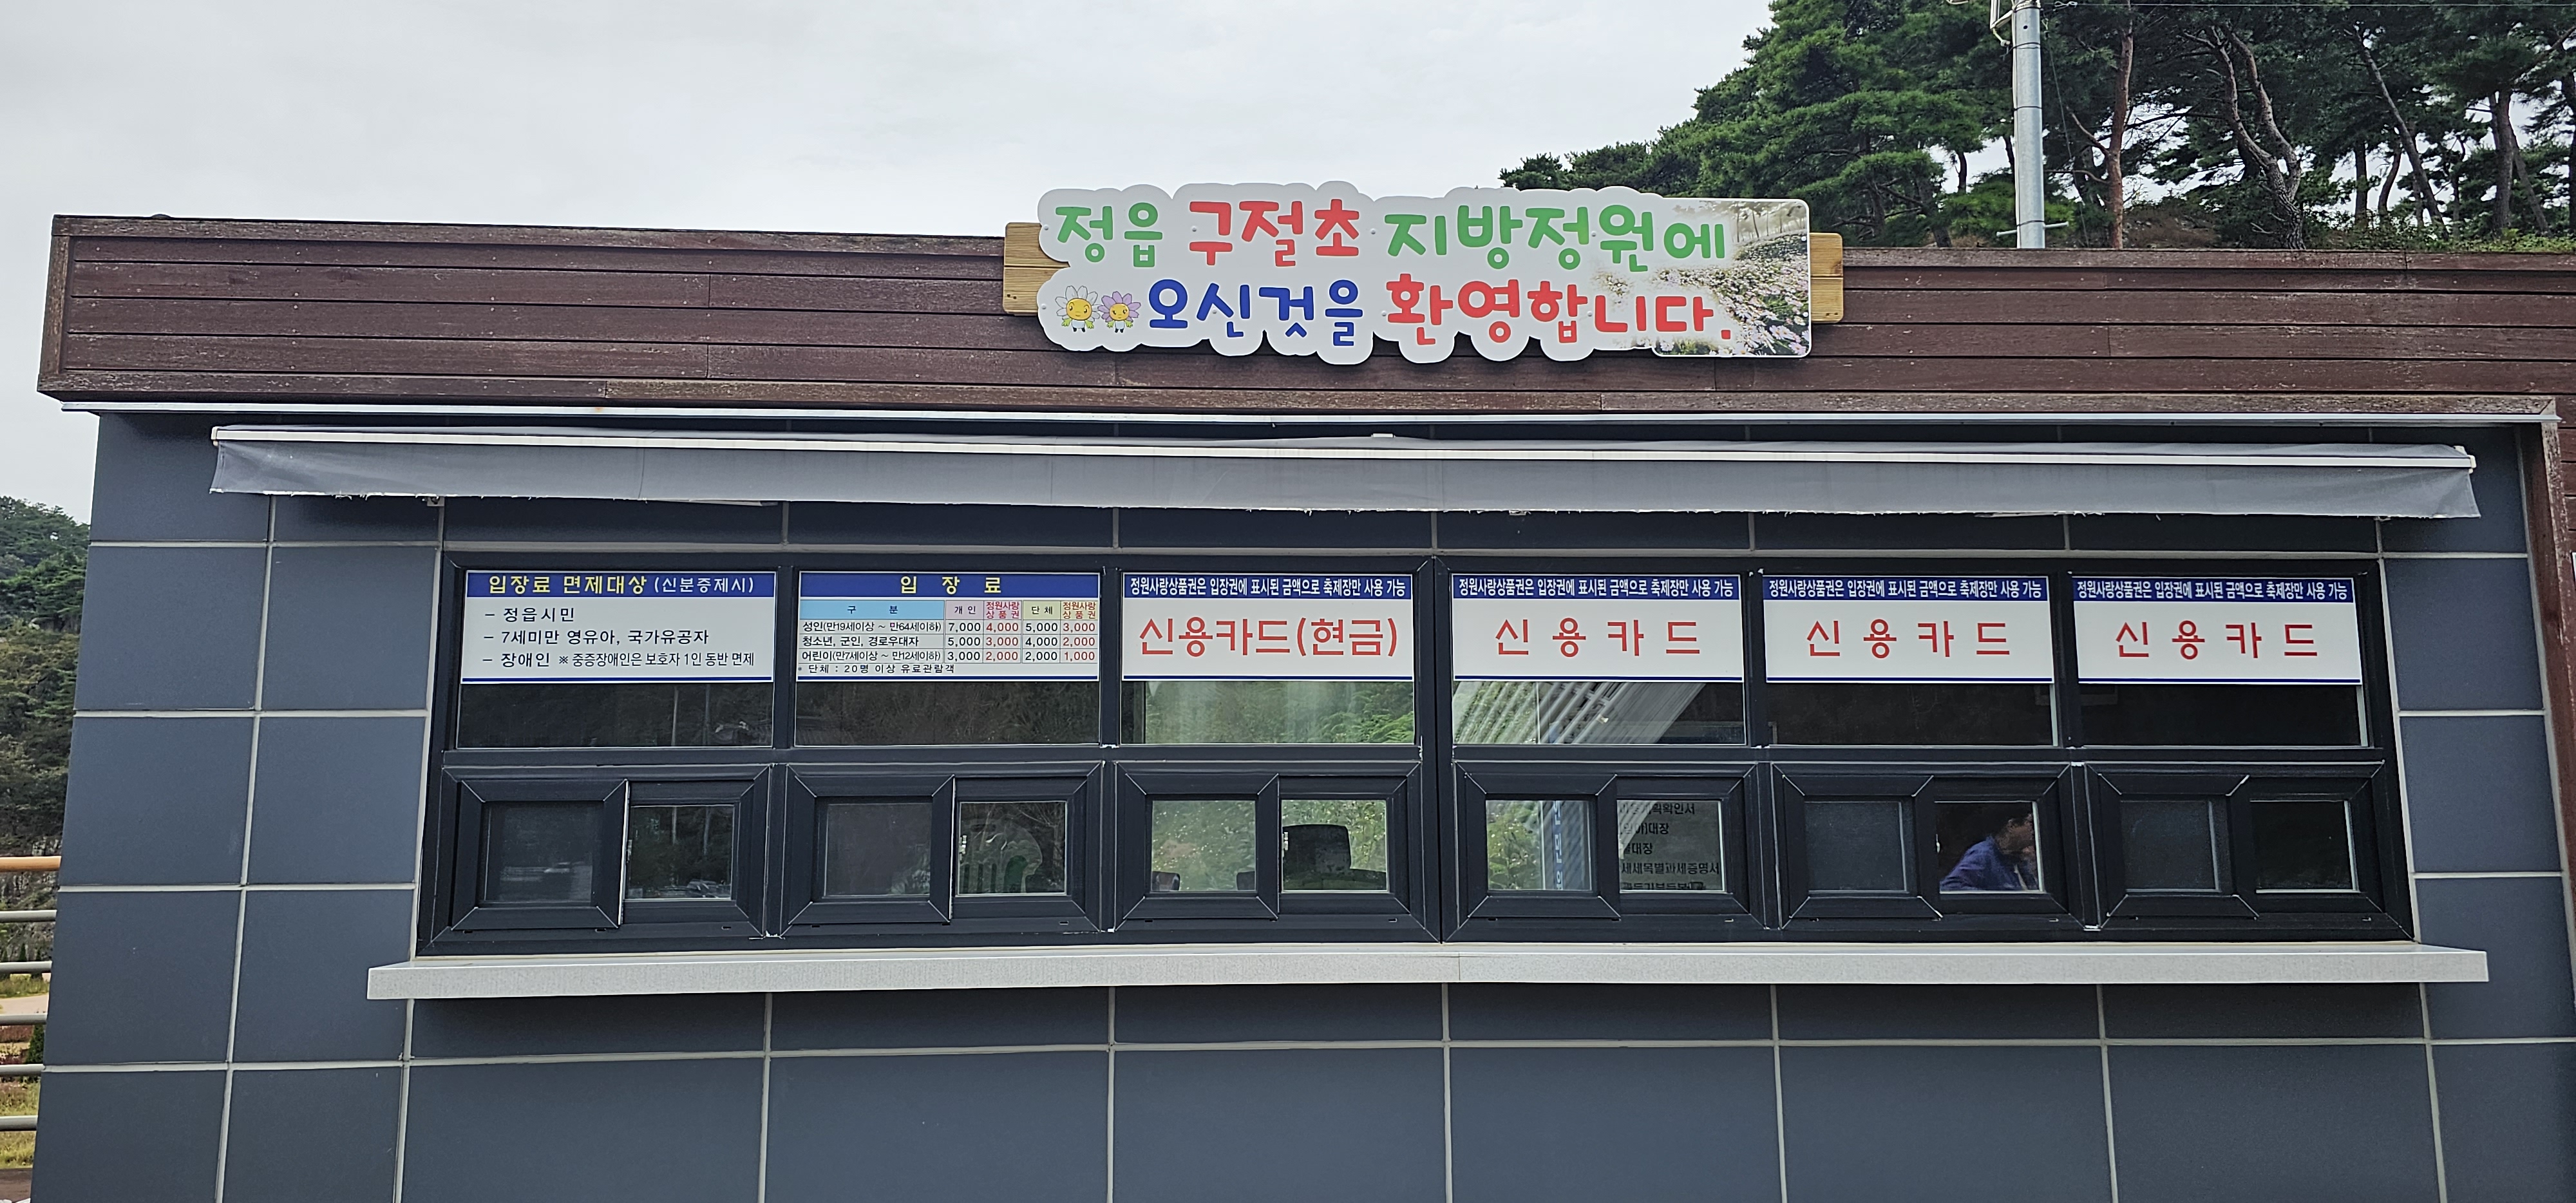 정읍 구절초 지방정원에
오신것을 환영합니다.
입장료 면제대상 (신분증제시)
- 정읍시민
- 7세미만 영유아, 국가유공자
- 장애인 ※ 중증장애인은 보호자 1인 동반 면제
입 장 료
구 분 개 인 정원사랑 상 품 권 단 체 정원사랑 상 품 권
성인(만19세이상 ~ 만64세이하) 7,000 4,000 5,000 3,000
청소년, 군인, 경로우대자 5,000 3,000 4,000 2,000
어린이(만7세이상 ~ 만12세이하) 3,000 2,000 2,000 1,000
* 단체 : 20명 이상 유료관람객
정원사랑상품권은 입장권에 표시된 금액으로 축제장만 사용 가능
신용카드(현금)
정원사랑상품권은 입장권에 표시된 금액으로 축제장만 사용 가능
신 용 카 드
정원사랑상품권은 입장권에 표시된 금액으로 축제장만 사용 가능
신 용 카 드
정원사랑상품권은 입장권에 표시된 금액으로 축제장만 사용 가능
신 용 카 드
대장
대장
세목별과세증명서